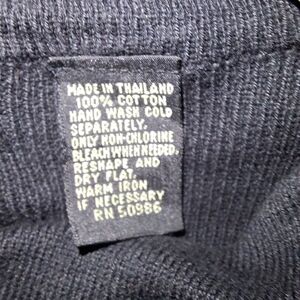 MADE IN THAILAND
100% COTTON
HAND WASH COLD
SEPARATELY.
ONLY NON-CHLORINE
BLEACH WHEN NEEDED.
RESHAPE AND
DRY FLAT.
WARM IRON
IF NECESSARY
RN 50986